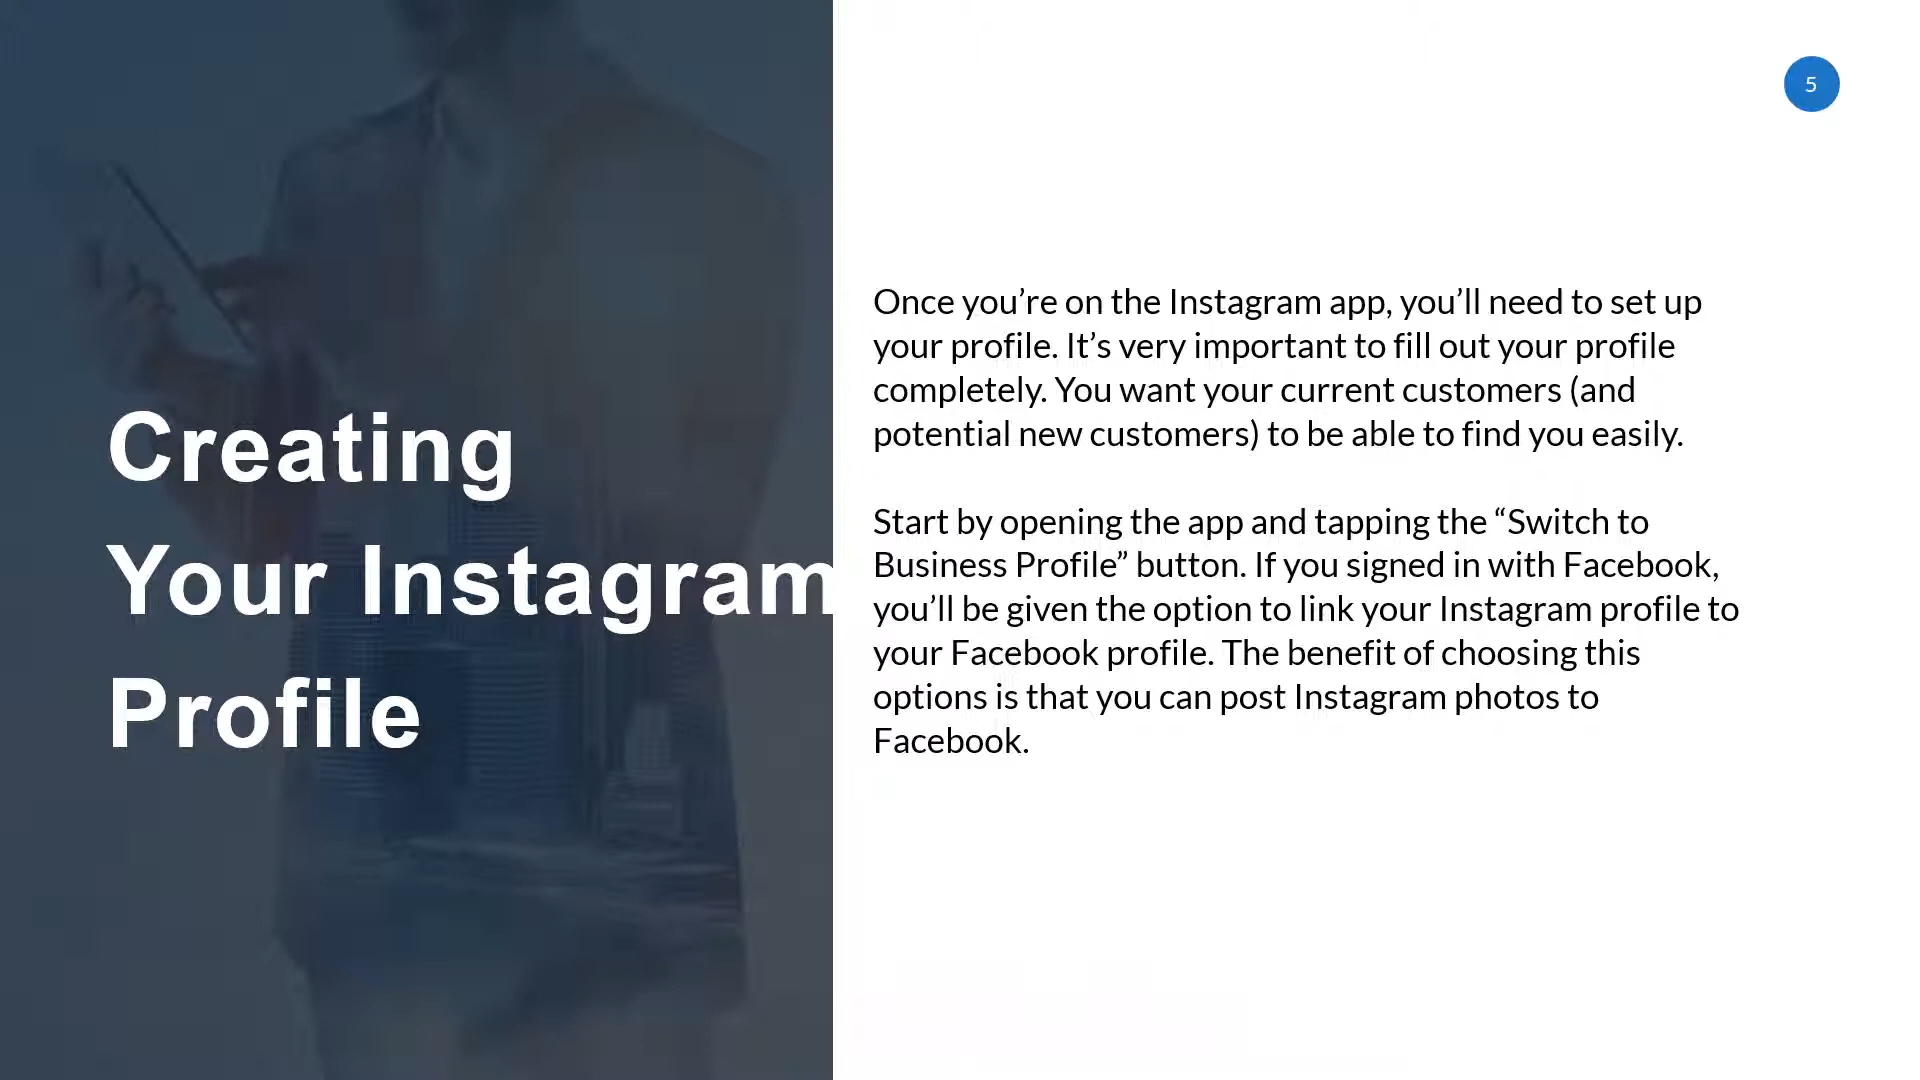 5
Creating
Your Instagram
Profile
Once you’re on the Instagram app, you’ll need to set up
your profile. It’s very important to fill out your profile
completely. You want your current customers (and
potential new customers) to be able to find you easily.
Start by opening the app and tapping the “Switch to
Business Profile” button. If you signed in with Facebook,
you’ll be given the option to link your Instagram profile to
your Facebook profile. The benefit of choosing this
options is that you can post Instagram photos to
Facebook.